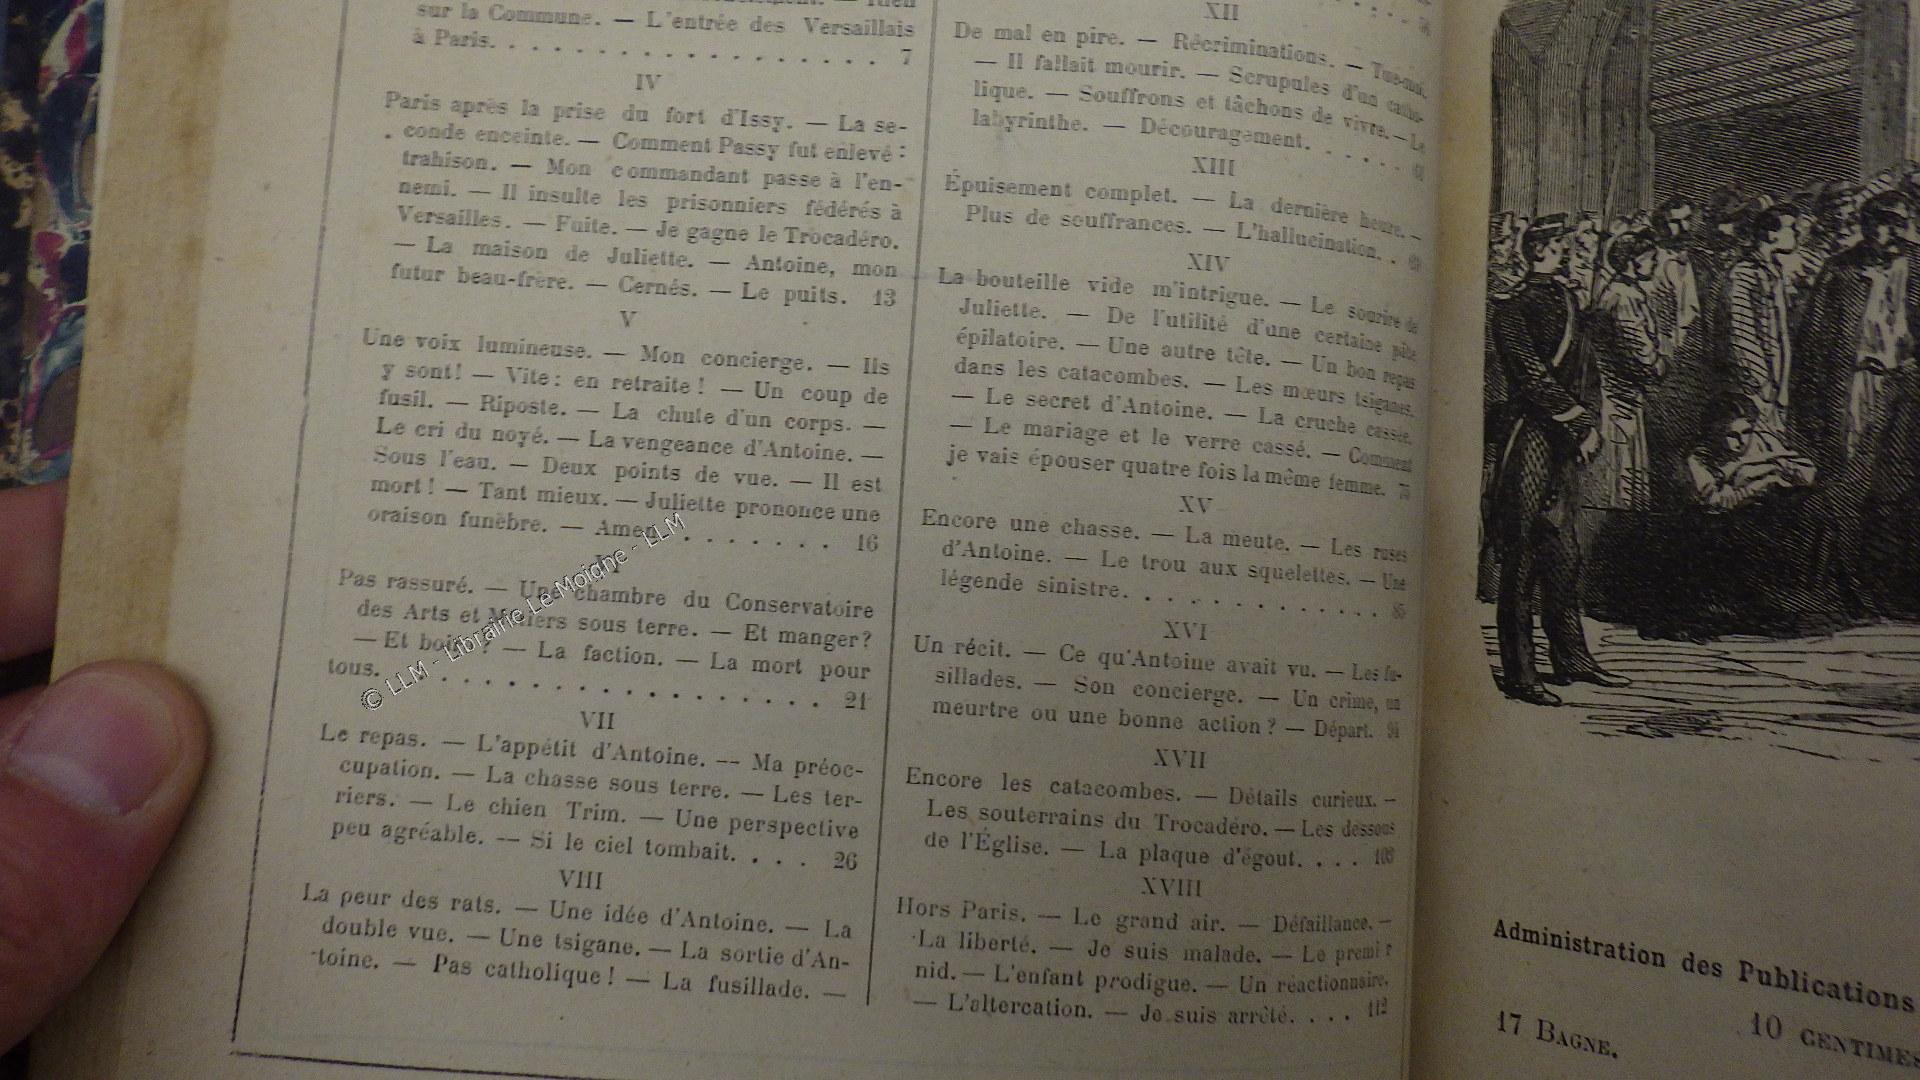 sur la Commune. — L'entrée des Versaillais
à Paris. . . . . . . . . . . . . . 7
IV
Paris après la prise du fort d'Issy. — La se-
conde enceinte. — Comment Passy fut enlevé :
trahison. — Mon commandant passe à l'en-
nemi. — Il insulte les prisonniers fédérés à
Versailles. — Fuite. — Je gagne le Trocadéro.
— La maison de Juliette. — Antoine, mon
futur beau-frère. — Cernés. — Le puits. 13
V
Une voix lumineuse. — Mon concierge. — Ils
y sont! — Vite: en retraite! — Un coup de
fusil. — Riposte. — La chute d'un corps. —
Le cri du noyé. — La vengeance d'Antoine. —
Sous l'eau. — Deux points de vue. — Il est
mort! — Tant mieux. — Juliette prononce une
oraison funèbre. — Amen. . . . . . . . 16
VI
Pas rassuré. — Une chambre du Conservatoire
des Arts et Métiers sous terre. — Et manger?
— Et boire? — La faction. — La mort pour
tous. . . . . . . . . . . . . . . . . . 21
VII
Le repas. — L'appétit d'Antoine. -- Ma préoc-
cupation. — La chasse sous terre. — Les ter-
riers. — Le chien Trim. — Une perspective
peu agréable. -- Si le ciel tombait. . . . 26
VIII
La peur des rats. — Une idée d'Antoine. — La
double vue. — Une tsigane. — La sortie d'An-
toine. — Pas catholique! — La fusillade. —
XII
De mal en pire. — Récriminations. —
— Il fallait mourir. — Scrupules d'un catho-
lique. — Souffrons et tâchons de vivre. — Le
labyrinthe. — Découragement. . . . . .
XIII
Épuisement complet. — La dernière heure. —
Plus de souffrances. — L'hallucination. . .
XIV
La bouteille vide m'intrigue. — Le sourire de
Juliette. — De l'utilité d'une certaine pâte
épilatoire. — Une autre tête. — Un bon repas
dans les catacombes. — Les mœurs tsiganes.
— Le secret d'Antoine. — La cruche cassée.
— Le mariage et le verre cassé. — Comment
je vais épouser quatre fois la même femme. 75
XV
Encore une chasse. — La meute. — Les ruses
d'Antoine. — Le trou aux squelettes. — Une
légende sinistre. . . . . . . . . . . . .
XVI
Un récit. — Ce qu'Antoine avait vu. — Les fu-
sillades. — Son concierge. — Un crime, un
meurtre ou une bonne action? — Départ.
XVII
Encore les catacombes. — Détails curieux. —
Les souterrains du Trocadéro. — Les dessous
de l'Église. — La plaque d'égout. . . .
XVIII
Hors Paris. — Le grand air. — Défaillance. —
La liberté. — Je suis malade. — Le premier
nid. — L'enfant prodigue. — Un réactionnaire.
— L'altercation. — Je suis arrêté. . . . 112
Administration des Publications
17 BAGNE.
10 CENTIMES
© LLM - Librairie Le Moigne - LLM